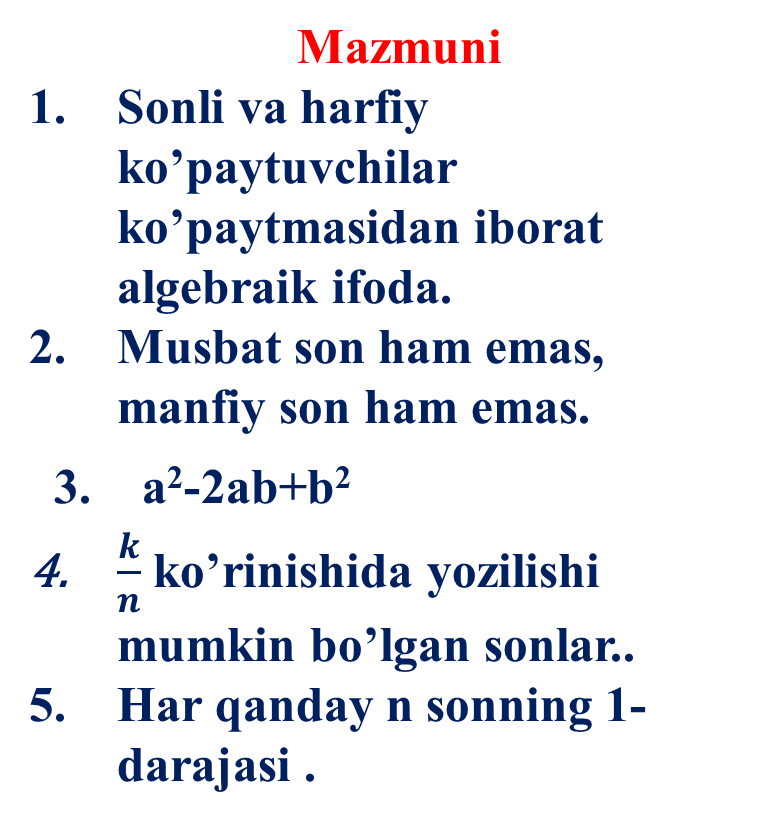 Mazmuni
1. Sonli va harfiy
ko’paytuvchilar
ko’paytmasidan iborat
algebraik ifoda.
2. Musbat son ham emas,
manfiy son ham emas.
3. a²-2ab+b²
4. k/n ko’rinishida yozilishi
mumkin bo’lgan sonlar..
5. Har qanday n sonning 1-
darajasi .